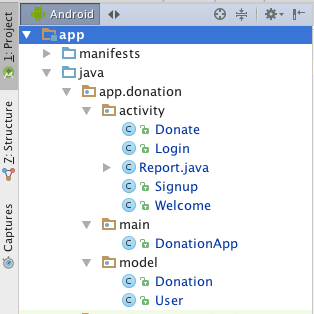 1: Project
Z: Structure
Captures
Android
app
manifests
java
app.donation
activity
Donate
Login
Report.java
Signup
Welcome
main
DonationApp
model
Donation
User